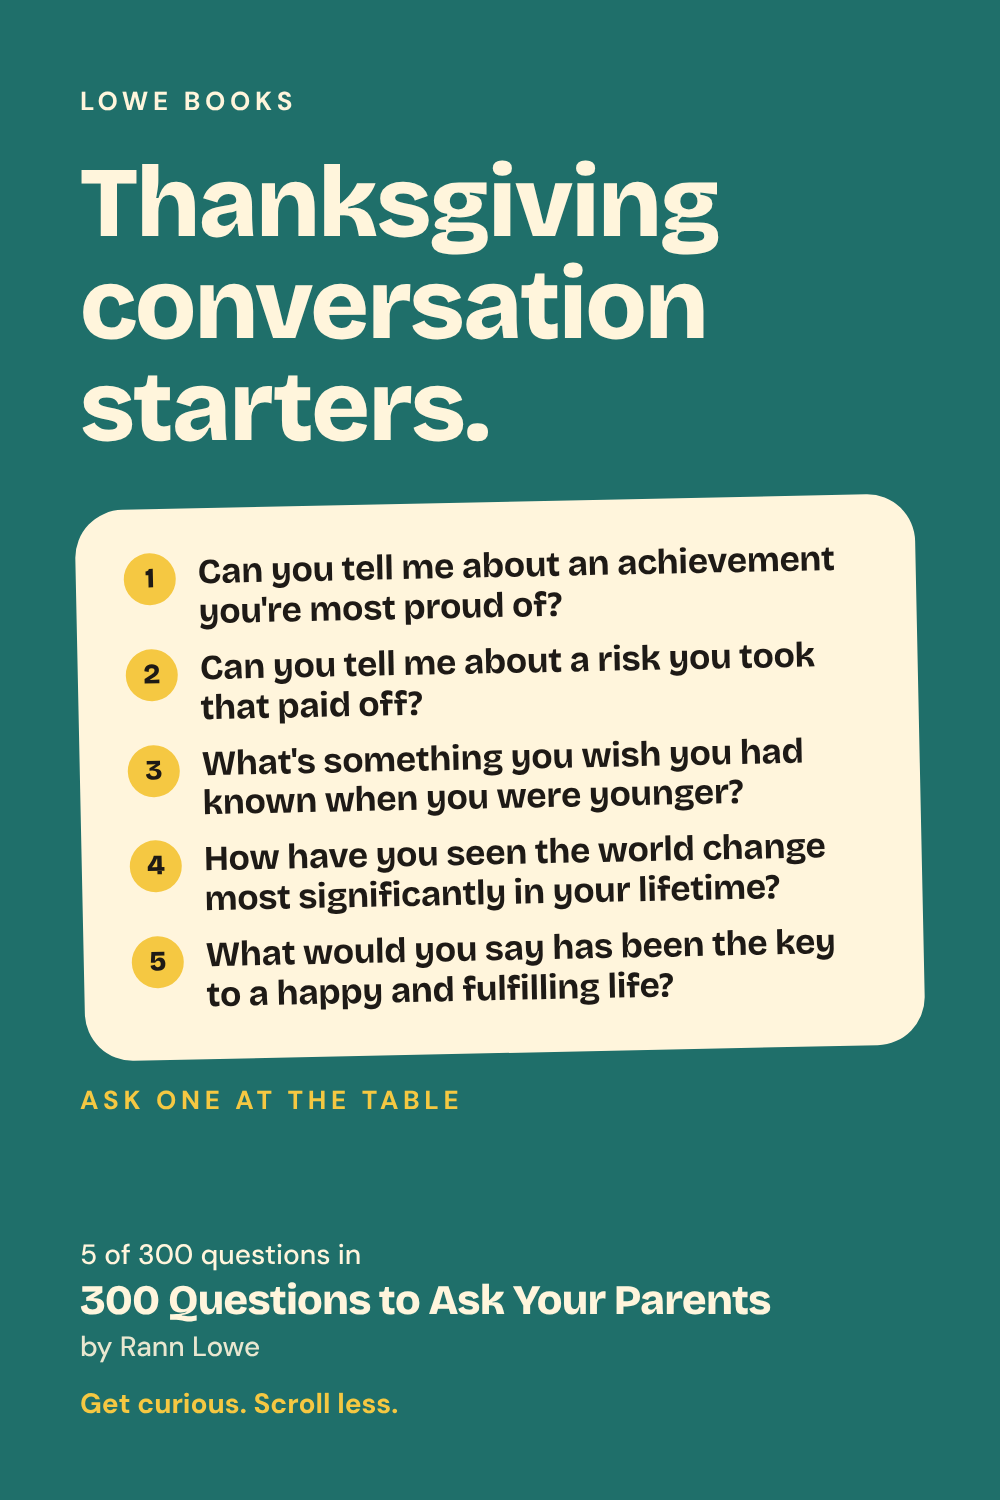 LOWE BOOKS
Thanksgiving
conversation
starters.
1 Can you tell me about an achievement
you're most proud of?
2 Can you tell me about a risk you took
that paid off?
3 What's something you wish you had
known when you were younger?
4 How have you seen the world change
most significantly in your lifetime?
5 What would you say has been the key
to a happy and fulfilling life?
ASK ONE AT THE TABLE
5 of 300 questions in
300 Questions to Ask Your Parents
by Rann Lowe
Get curious. Scroll less.